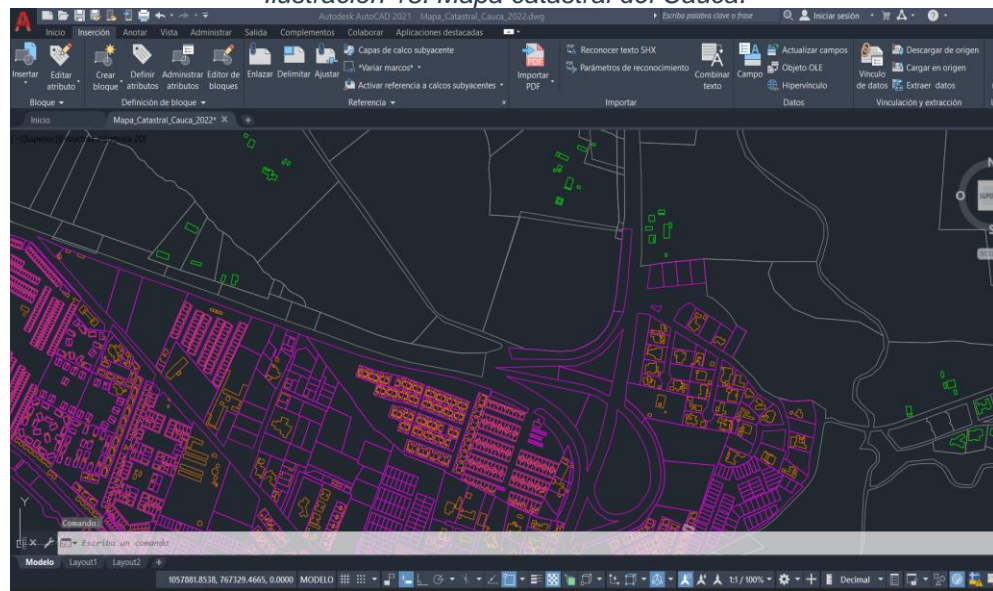 Ilustración 18. Mapa catastral del Cauca.
Autodesk AutoCAD 2021 Mapa_Catastral_Cauca_2022.dwg
Escriba palabra clave o frase
Iniciar sesión
Inicio Inserción Anotar Vista Administrar Salida Complementos Colaborar Aplicaciones destacadas
Insertar Editar atributo
Crear bloque Definir atributos Administrar atributos Editor de bloques
Enlazar Delimitar Ajustar
Capas de calco subyacente
*Variar marcos*
Activar referencia a calcos subyacentes
Importar PDF
Reconocer texto SHX
Parámetros de reconocimiento
Combinar texto
Campo
Actualizar campos
Objeto OLE
Hipervínculo
Vínculo de datos
Descargar de origen
Cargar en origen
Extraer datos
Bloque Definición de bloque Referencia Importar Datos Vinculación y extracción
Inicio Mapa_Catastral_Cauca_2022*
N
O
S
Y
Comando:
Escriba un comando
Modelo Layout1 Layout2 +
1057881.8538, 767329.4665, 0.0000 MODELO 1:1 / 100% Decimal